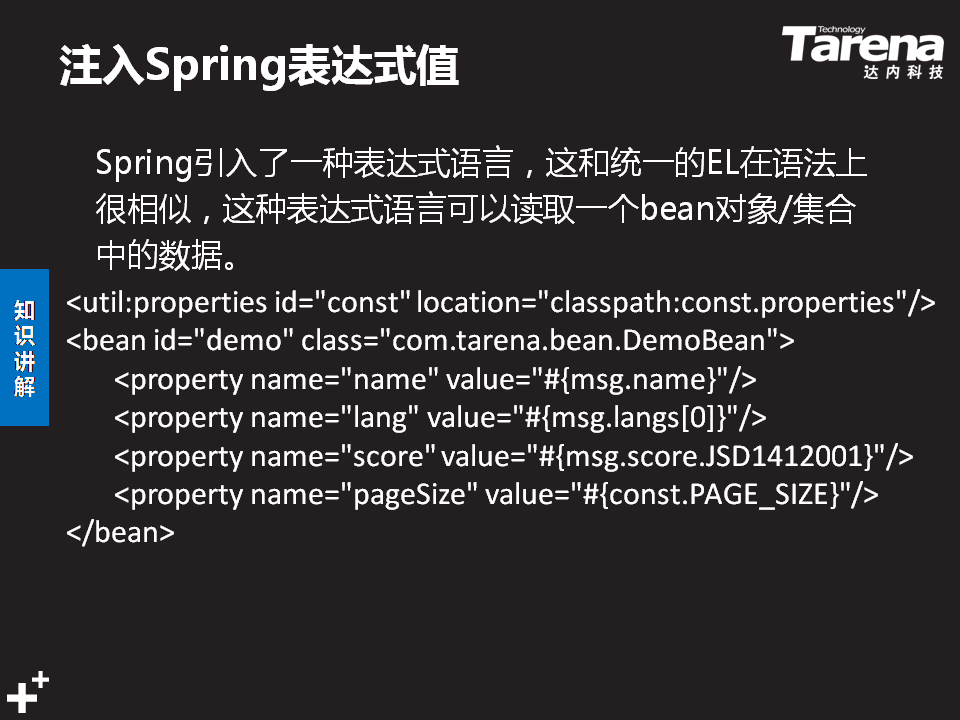 注入Spring表达式值
Technology
Tarena
达内科技
Spring引入了一种表达式语言，这和统一的EL在语法上
很相似，这种表达式语言可以读取一个bean对象/集合
中的数据。
知识讲解
<util:properties id="const" location="classpath:const.properties"/>
<bean id="demo" class="com.tarena.bean.DemoBean">
<property name="name" value="#{msg.name}"/>
<property name="lang" value="#{msg.langs[0]}"/>
<property name="score" value="#{msg.score.JSD1412001}"/>
<property name="pageSize" value="#{const.PAGE_SIZE}"/>
</bean>